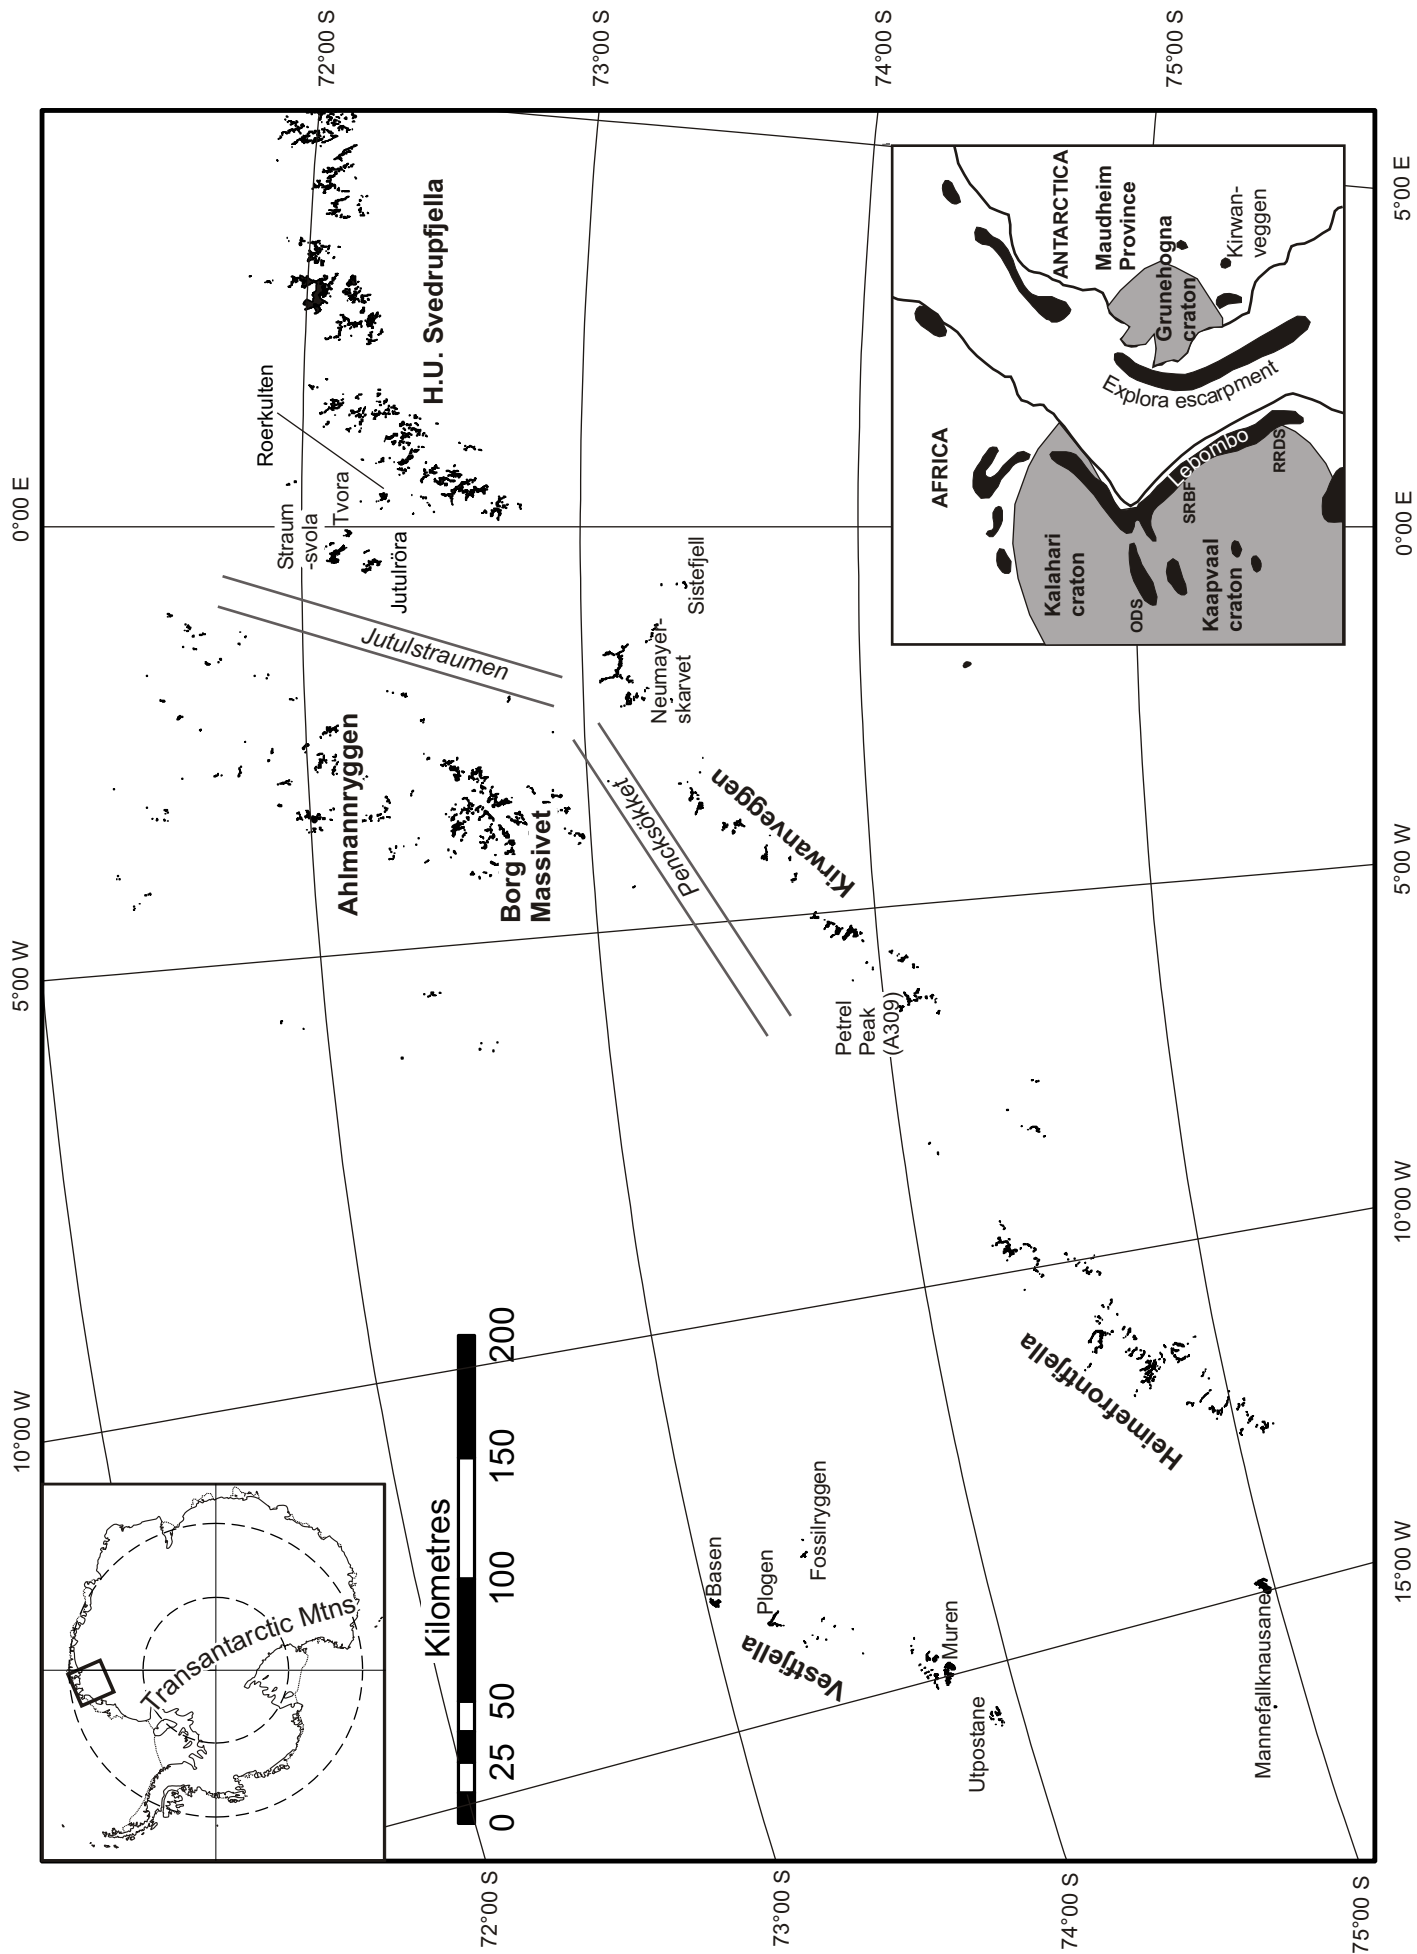 10°00 W
5°00 W
0°00 E
72°00 S
73°00 S
74°00 S
75°00 S
72°00 S
73°00 S
74°00 S
75°00 S
15°00 W
10°00 W
5°00 W
0°00 E
5°00 E
Transantarctic Mtns
Kilometres
0 25 50 100 150 200
Straum
-svola
Tvora
Roerkulten
Jutulröra
H.U. Svedrupfjella
Jutulstraumen
Ahlmannryggen
Borg
Massivet
Sistefjell
Neumayer-
skarvet
Pencksökket
Kirwanveggen
Petrel
Peak
(A309)
Basen
Plogen
Fossilryggen
Vestfjella
Muren
Utpostane
Heimefrontfjella
Mannefallknausane
AFRICA
ANTARCTICA
Maudheim
Province
Grunehogna
craton
Kirwan-
veggen
Explora escarpment
Kalahari
craton
Lebombo
ODS
SRBF
RRDS
Kaapvaal
craton